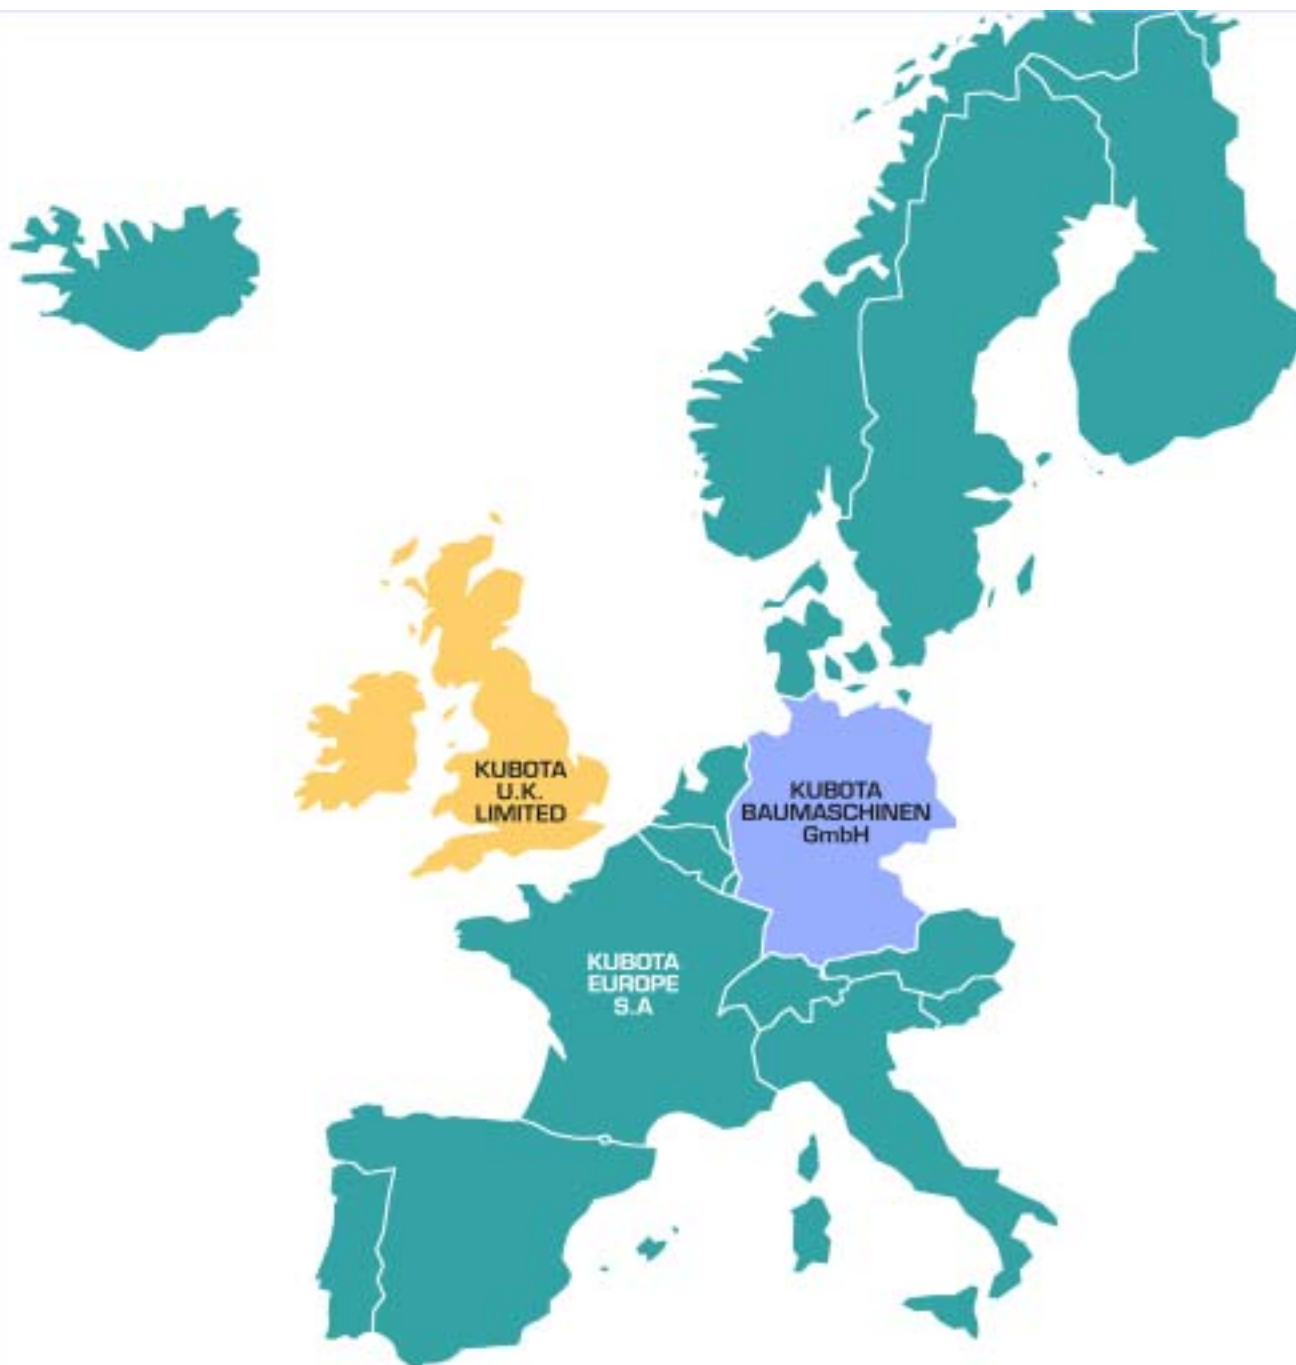 KUBOTA
U.K.
LIMITED
KUBOTA
BAUMASCHINEN
GmbH
KUBOTA
EUROPE
S.A